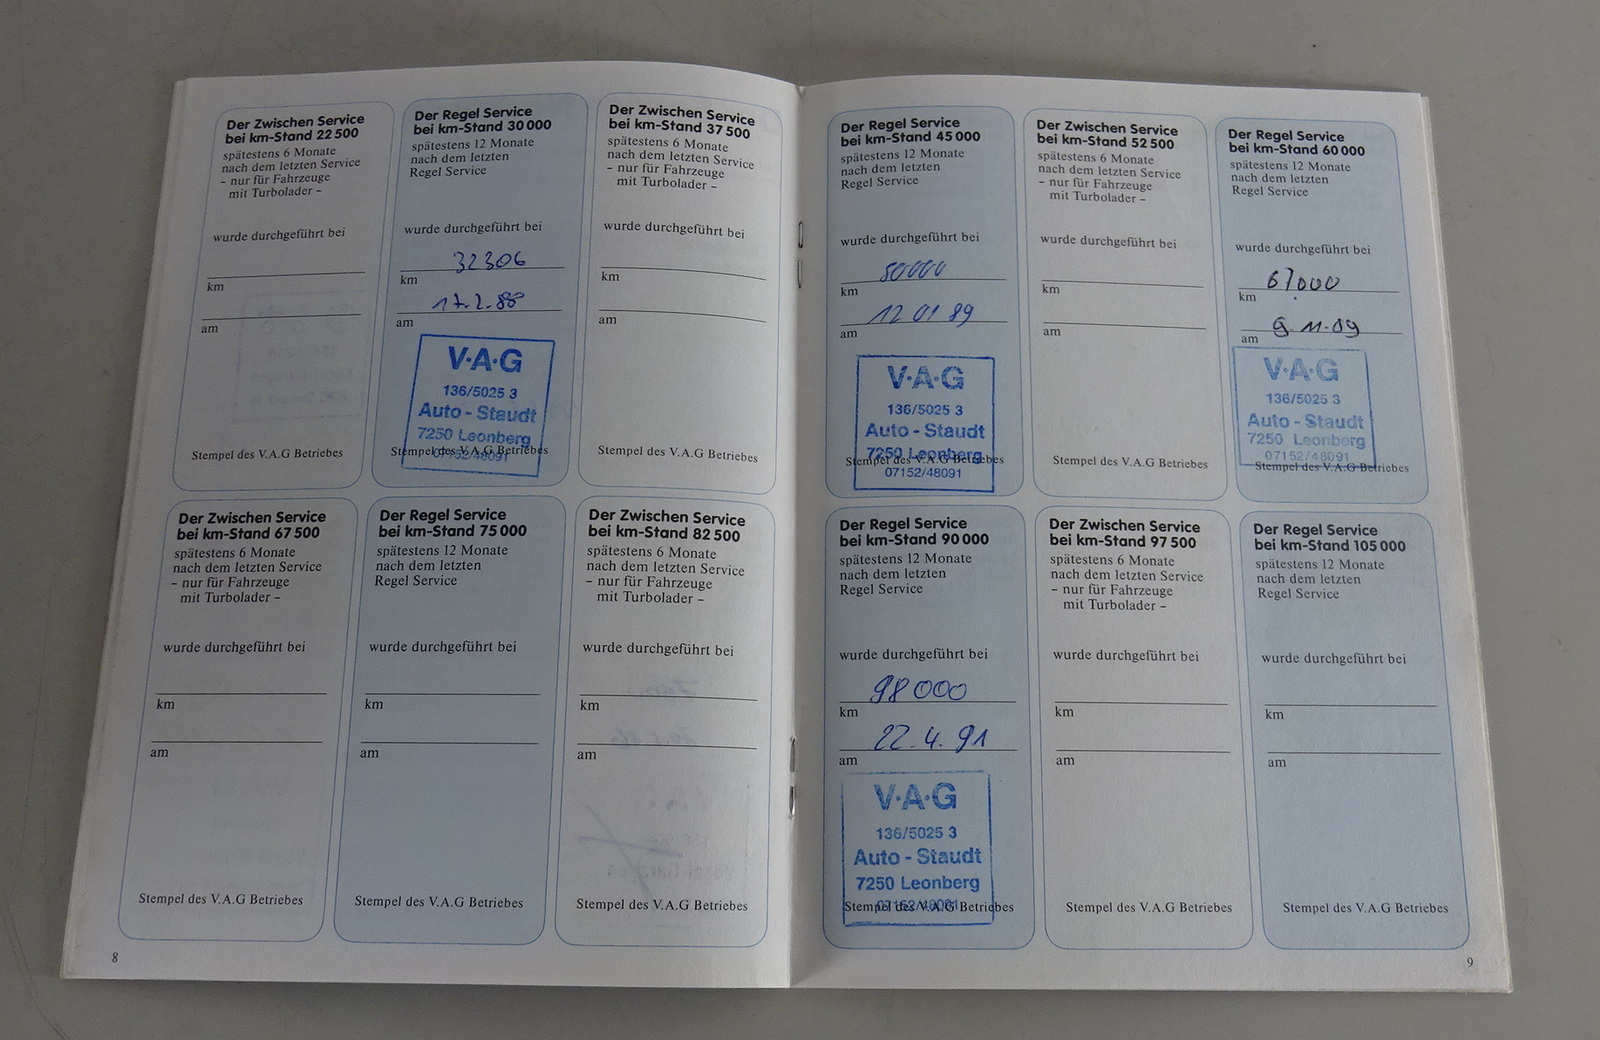 Der Zwischen Service
bei km-Stand 22 500
spätestens 6 Monate
nach dem letzten Service
- nur für Fahrzeuge
mit Turbolader -
wurde durchgeführt bei
km
am
Stempel des V.A.G Betriebes
Der Regel Service
bei km-Stand 30 000
spätestens 12 Monate
nach dem letzten
Regel Service
wurde durchgeführt bei
32306
km
17.2.88
am
V·A·G
136/5025 3
Auto - Staudt
7250 Leonberg
07152/48091
Stempel des V.A.G Betriebes
Der Zwischen Service
bei km-Stand 37 500
spätestens 6 Monate
nach dem letzten Service
- nur für Fahrzeuge
mit Turbolader -
wurde durchgeführt bei
km
am
Stempel des V.A.G Betriebes
Der Zwischen Service
bei km-Stand 67 500
spätestens 6 Monate
nach dem letzten Service
- nur für Fahrzeuge
mit Turbolader -
wurde durchgeführt bei
km
am
Stempel des V.A.G Betriebes
Der Regel Service
bei km-Stand 75 000
spätestens 12 Monate
nach dem letzten
Regel Service
wurde durchgeführt bei
km
am
Stempel des V.A.G Betriebes
Der Zwischen Service
bei km-Stand 82 500
spätestens 6 Monate
nach dem letzten Service
- nur für Fahrzeuge
mit Turbolader -
wurde durchgeführt bei
km
am
Stempel des V.A.G Betriebes
8
Der Regel Service
bei km-Stand 45 000
spätestens 12 Monate
nach dem letzten
Regel Service
wurde durchgeführt bei
50000
km
12 01 89
am
V·A·G
136/5025 3
Auto - Staudt
7250 Leonberg
Stempel des V.A.G Betriebes
07152/48091
Der Zwischen Service
bei km-Stand 52 500
spätestens 6 Monate
nach dem letzten Service
- nur für Fahrzeuge
mit Turbolader -
wurde durchgeführt bei
km
am
Stempel des V.A.G Betriebes
Der Regel Service
bei km-Stand 60 000
spätestens 12 Monate
nach dem letzten
Regel Service
wurde durchgeführt bei
67000
km
9.11.89
am
V·A·G
136/5025 3
Auto - Staudt
7250 Leonberg
07152/48091
Stempel des V.A.G Betriebes
Der Regel Service
bei km-Stand 90 000
spätestens 12 Monate
nach dem letzten
Regel Service
wurde durchgeführt bei
98 000
km
22.4.91
am
V·A·G
136/5025 3
Auto - Staudt
7250 Leonberg
07152/48091
Stempel des V.A.G Betriebes
Der Zwischen Service
bei km-Stand 97 500
spätestens 6 Monate
nach dem letzten Service
- nur für Fahrzeuge
mit Turbolader -
wurde durchgeführt bei
km
am
Stempel des V.A.G Betriebes
Der Regel Service
bei km-Stand 105 000
spätestens 12 Monate
nach dem letzten
Regel Service
wurde durchgeführt bei
km
am
Stempel des V.A.G Betriebes
9